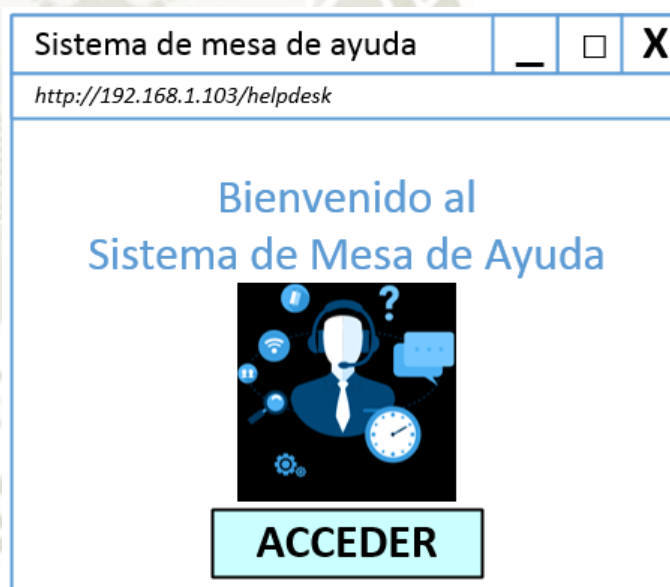 Sistema de mesa de ayuda
_ □ X
http://192.168.1.103/helpdesk
Bienvenido al
Sistema de Mesa de Ayuda
?
ACCEDER